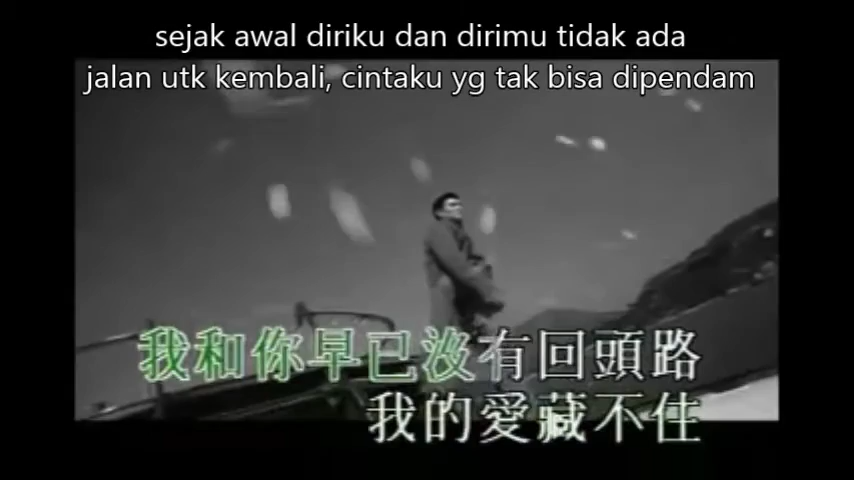 sejak awal diriku dan dirimu tidak ada
jalan utk kembali, cintaku yg tak bisa dipendam
我和你早已沒有回頭路
我的愛藏不住